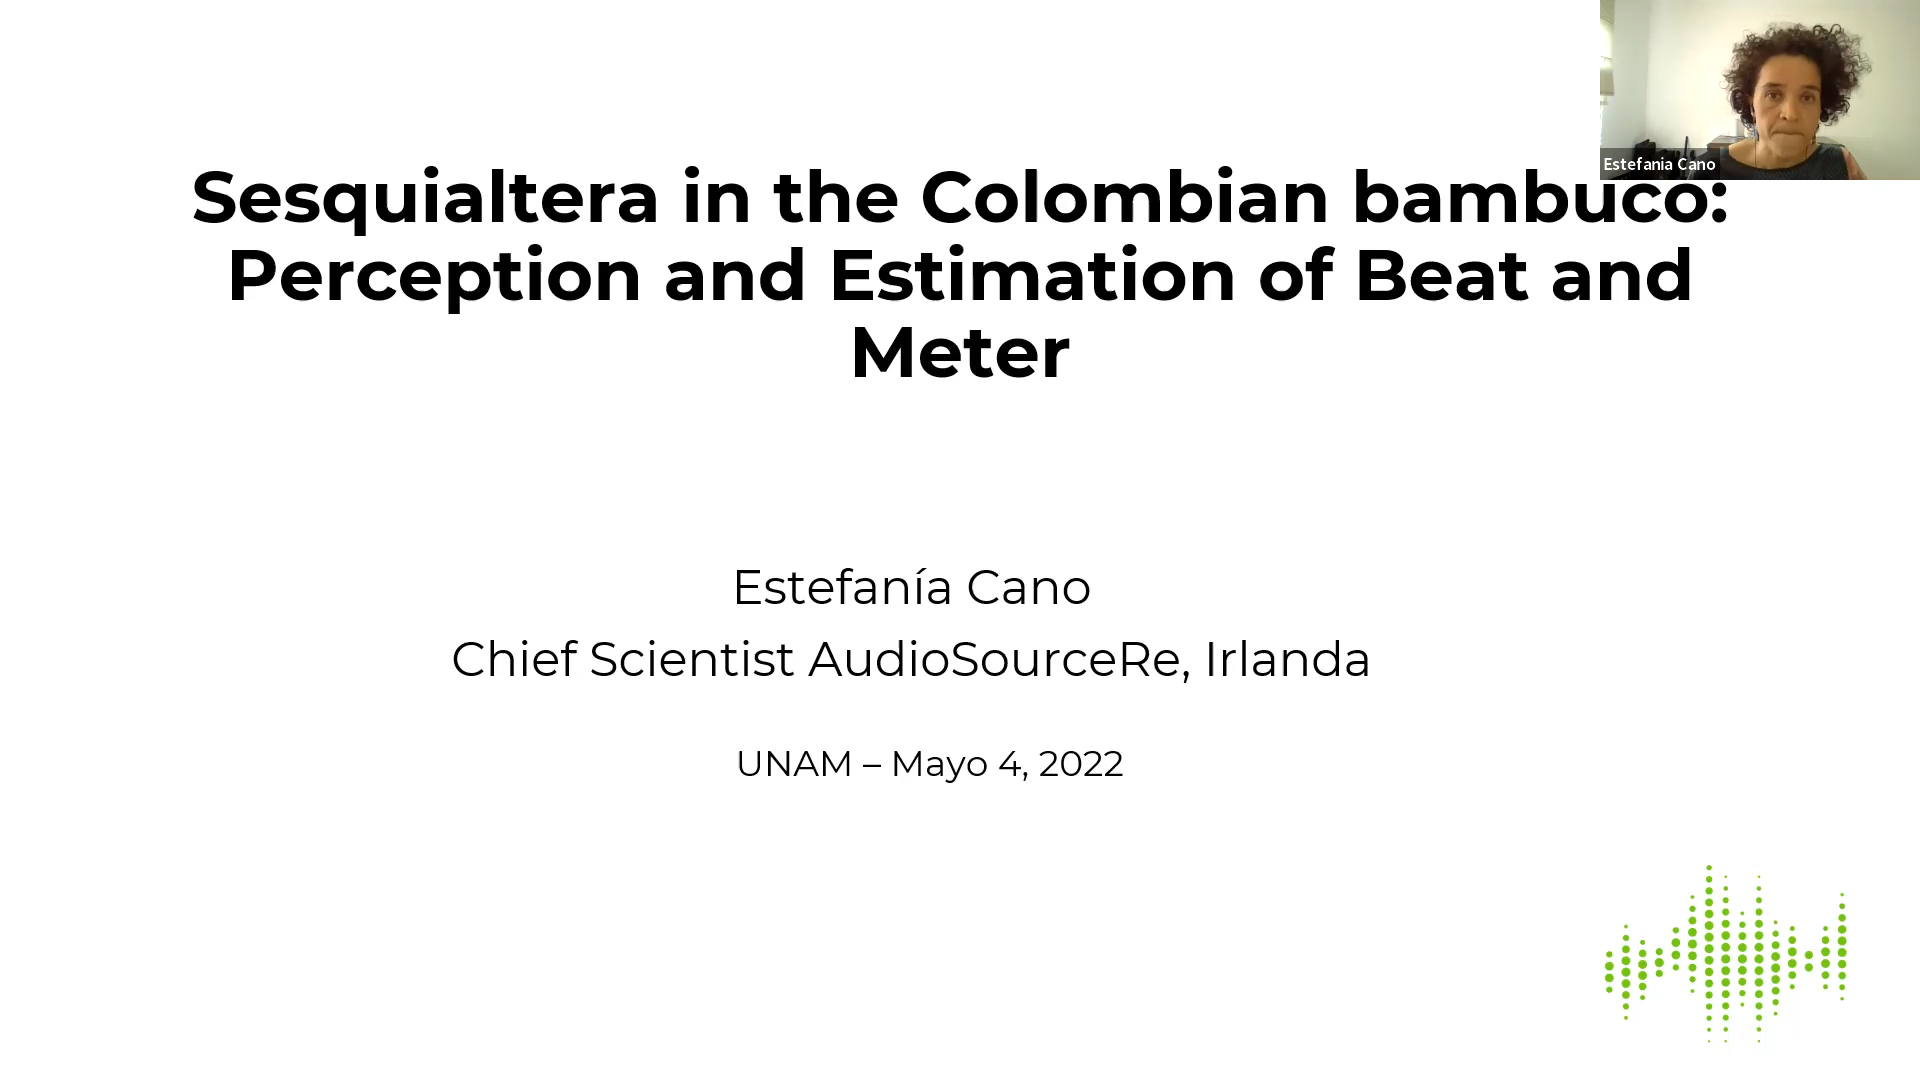 Estefania Cano
Sesquialtera in the Colombian bambuco:
Perception and Estimation of Beat and
Meter
Estefanía Cano
Chief Scientist AudioSourceRe, Irlanda
UNAM – Mayo 4, 2022